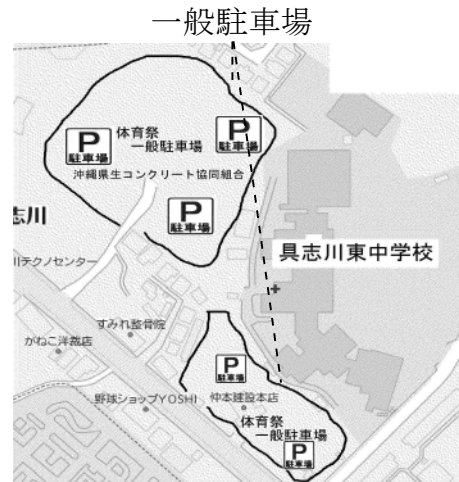 一般駐車場
P
駐車場
体育祭
一般駐車場
P
駐車場
沖縄県生コンクリート協同組合
P
駐車場
志川
具志川東中学校
川テクノセンター
すみれ整骨院
かねこ洋裁店
P
駐車場
野球ショップYOSHI
仲本建設本店
体育祭
一般駐車場
P
駐車場